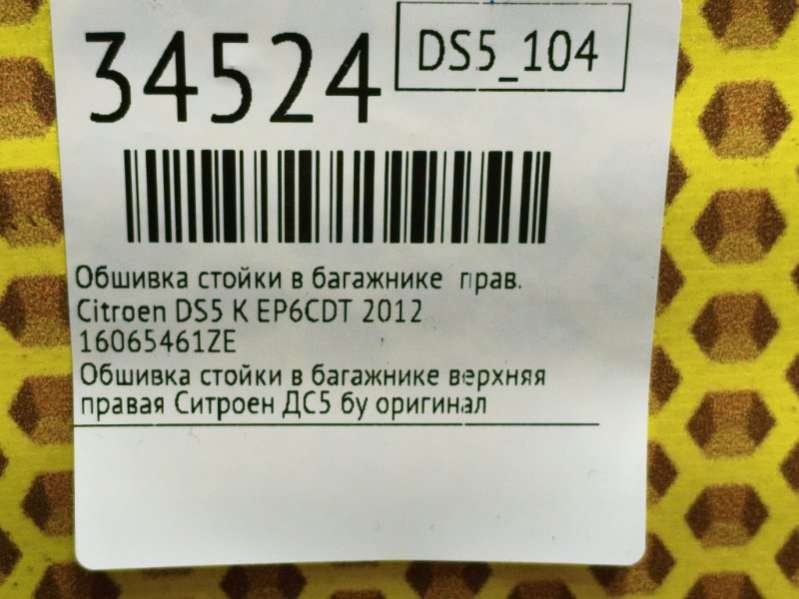 34524
DS5_104
Обшивка стойки в багажнике прав.
Citroen DS5 K EP6CDT 2012
16065461ZE
Обшивка стойки в багажнике верхняя
правая Ситроен ДС5 бу оригинал